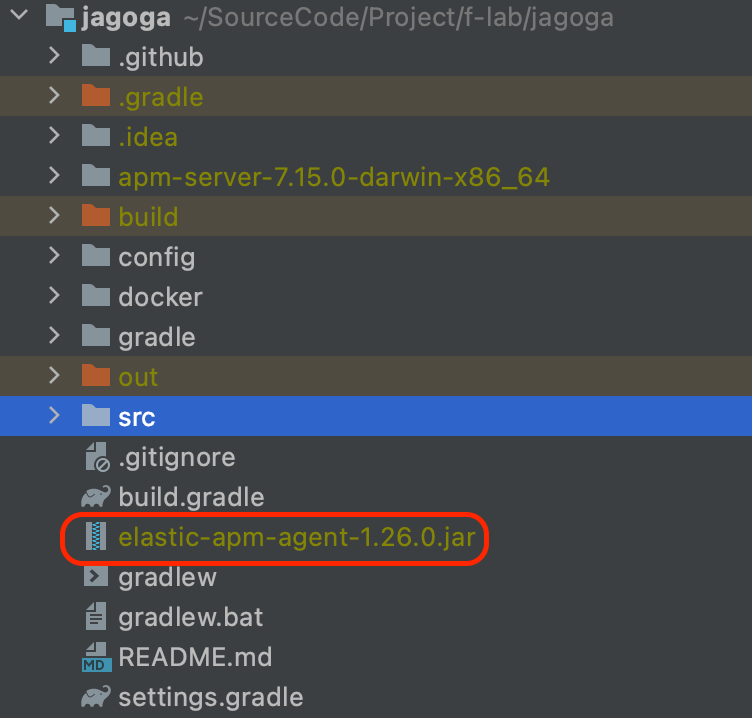 jagoga ~/SourceCode/Project/f-lab/jagoga
.github
.gradle
.idea
apm-server-7.15.0-darwin-x86_64
build
config
docker
gradle
out
src
.gitignore
build.gradle
elastic-apm-agent-1.26.0.jar
gradlew
gradlew.bat
MD README.md
settings.gradle